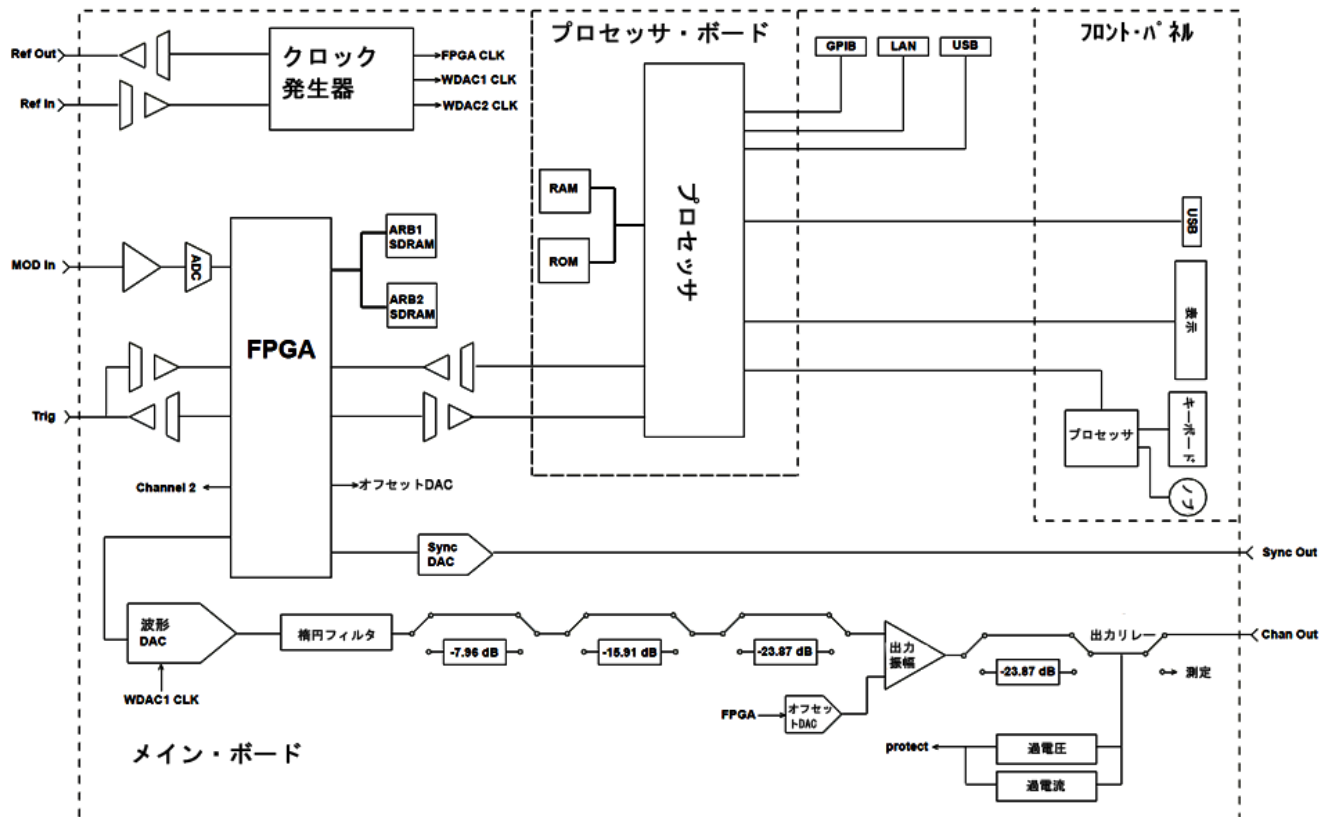 プロセッサ・ボード
フロント・パネル
Ref Out
クロック
発生器
FPGA CLK
WDAC1 CLK
WDAC2 CLK
Ref In
GPIB
LAN
USB
RAM
ROM
プロセッサ
USB
ARB1
SDRAM
ARB2
SDRAM
MOD In
ADC
FPGA
表示
Trig
プロセッサ
キーボード
ノブ
Channel 2
オフセットDAC
Sync
DAC
Sync Out
波形
DAC
WDAC1 CLK
楕円フィルタ
-7.96 dB
-15.91 dB
-23.87 dB
出力
振幅
-23.87 dB
出力リレー
Chan Out
測定
FPGA
オフセッ
トDAC
protect
過電圧
過電流
メイン・ボード